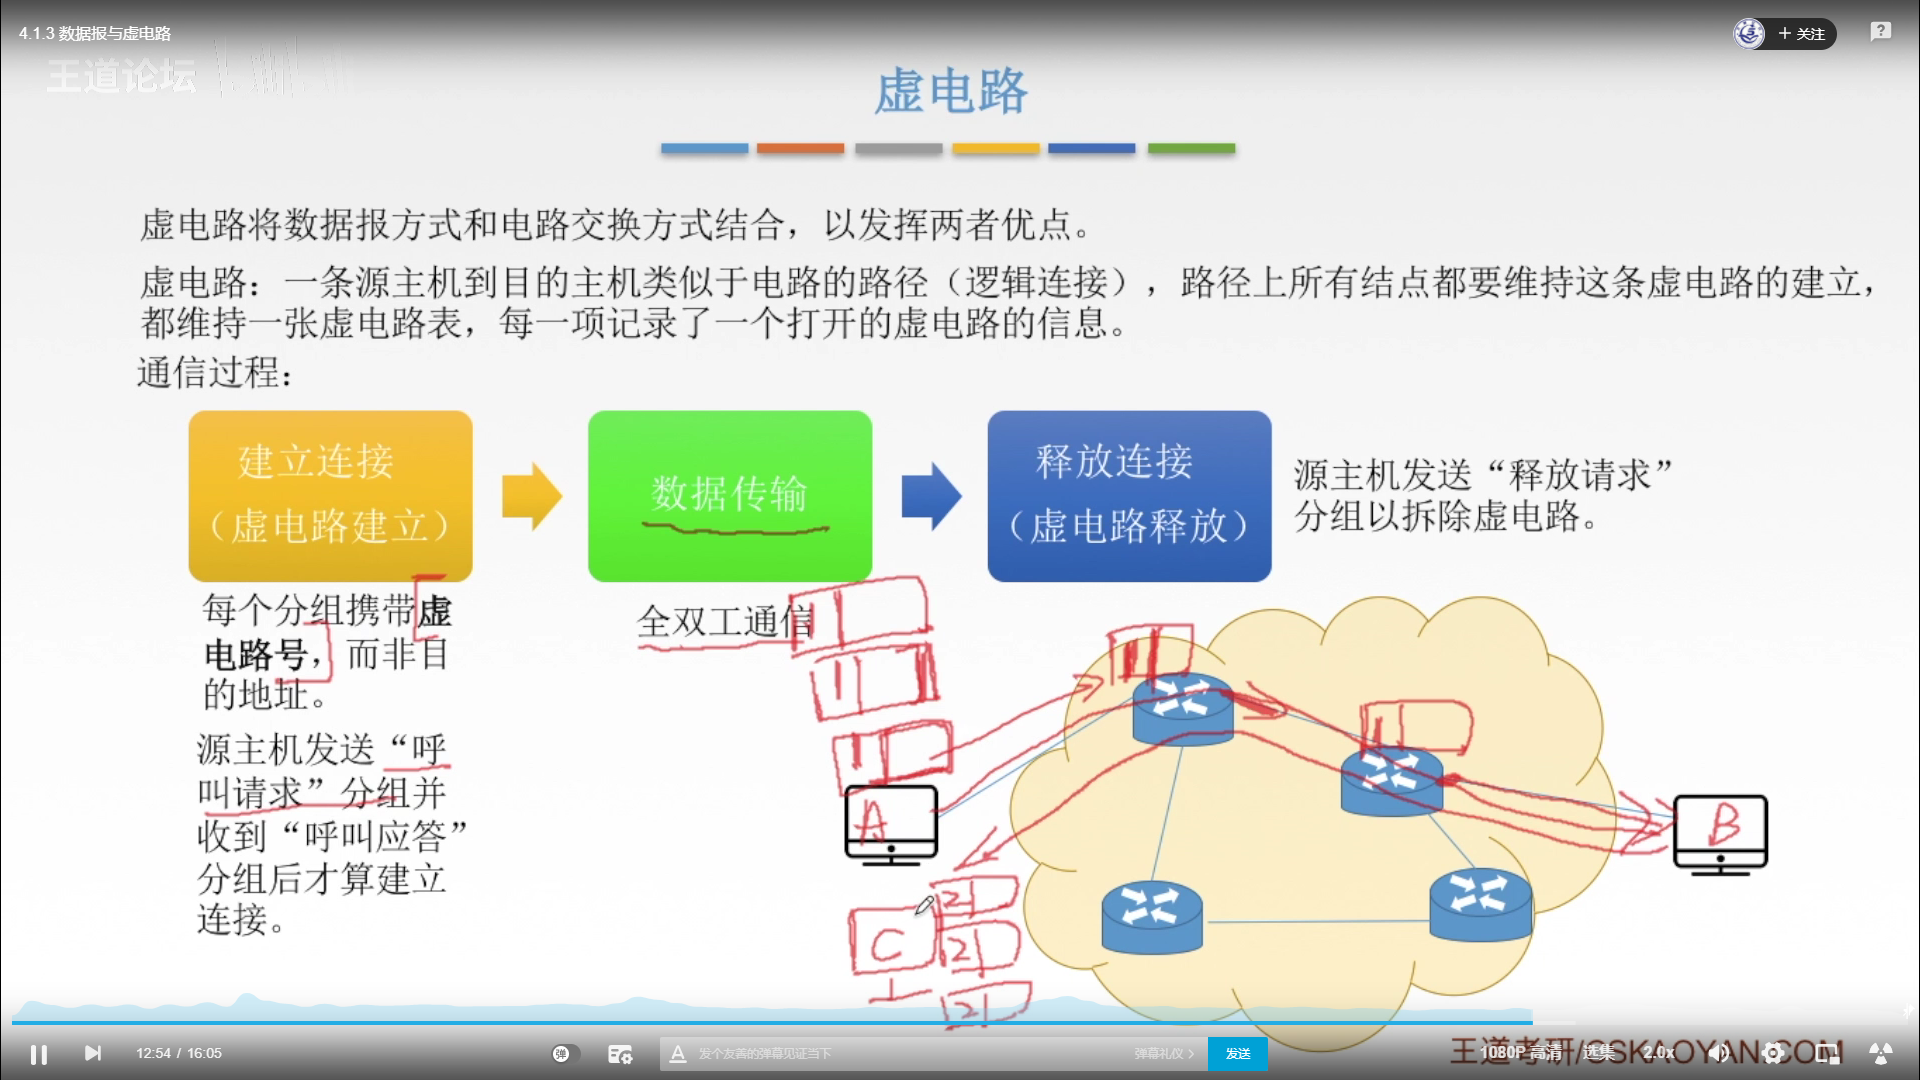 4.1.3 数据报与虚电路
+ 关注
?
王道论坛
虚电路
虚电路将数据报方式和电路交换方式结合，以发挥两者优点。
虚电路：一条源主机到目的主机类似于电路的路径（逻辑连接），路径上所有结点都要维持这条虚电路的建立，
都维持一张虚电路表，每一项记录了一个打开的虚电路的信息。
通信过程：
建立连接
（虚电路建立）
数据传输
释放连接
（虚电路释放）
源主机发送“释放请求”
分组以拆除虚电路。
每个分组携带虚
电路号，而非目
的地址。
全双工通信
源主机发送“呼
叫请求”分组并
收到“呼叫应答”
分组后才算建立
连接。
A
B
C
2
2
2
12:54 / 16:05
弹
A 发个友善的弹幕见证当下
弹幕礼仪 >
发送
王道考研/CSKAOYAN.COM
1080P 高清
选集
2.0x